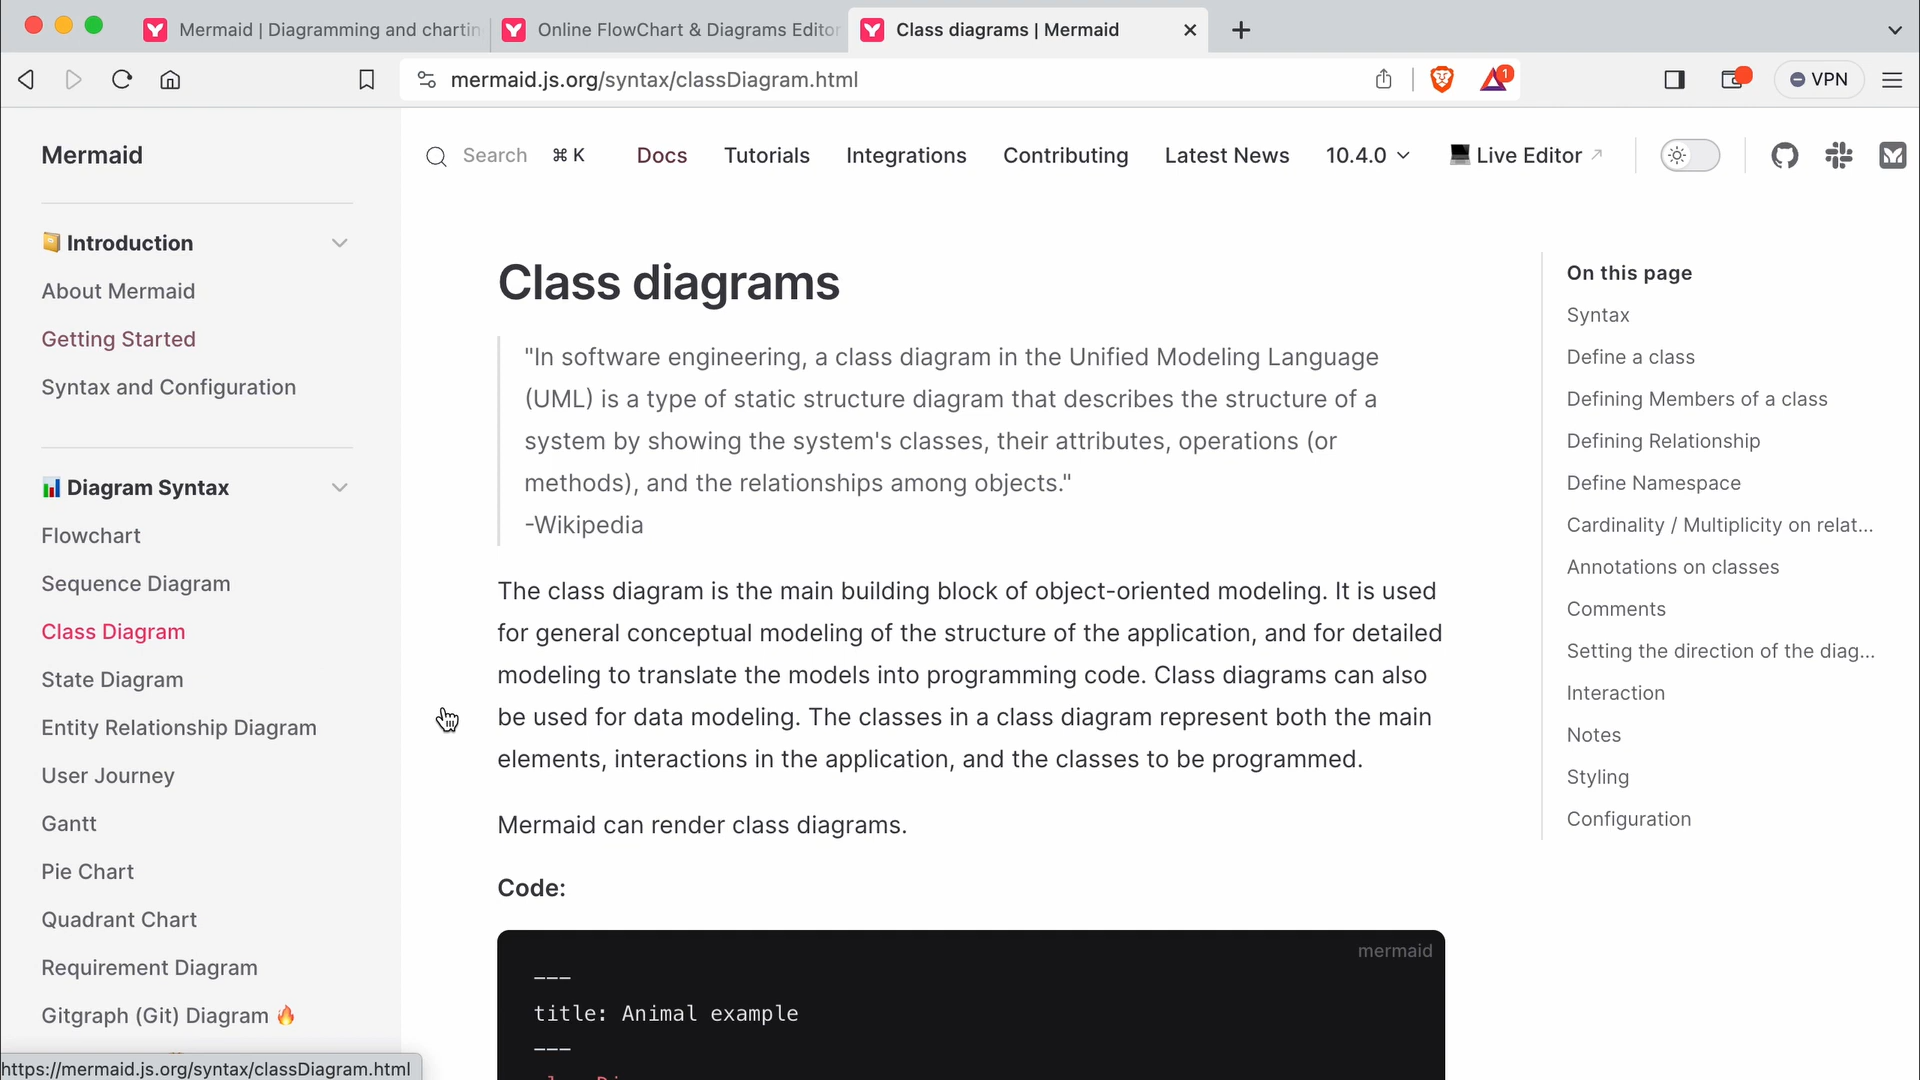 Mermaid | Diagramming and chartin
Online FlowChart & Diagrams Editor
Class diagrams | Mermaid
mermaid.js.org/syntax/classDiagram.html
1
VPN
Mermaid
Search
⌘ K
Docs
Tutorials
Integrations
Contributing
Latest News
10.4.0
Live Editor
Introduction
About Mermaid
Getting Started
Syntax and Configuration
Diagram Syntax
Flowchart
Sequence Diagram
Class Diagram
State Diagram
Entity Relationship Diagram
User Journey
Gantt
Pie Chart
Quadrant Chart
Requirement Diagram
Gitgraph (Git) Diagram 🔥
https://mermaid.js.org/syntax/classDiagram.html
Class diagrams
"In software engineering, a class diagram in the Unified Modeling Language
(UML) is a type of static structure diagram that describes the structure of a
system by showing the system's classes, their attributes, operations (or
methods), and the relationships among objects."
-Wikipedia
The class diagram is the main building block of object-oriented modeling. It is used
for general conceptual modeling of the structure of the application, and for detailed
modeling to translate the models into programming code. Class diagrams can also
be used for data modeling. The classes in a class diagram represent both the main
elements, interactions in the application, and the classes to be programmed.
Mermaid can render class diagrams.
Code:
mermaid
---
title: Animal example
---
On this page
Syntax
Define a class
Defining Members of a class
Defining Relationship
Define Namespace
Cardinality / Multiplicity on relat...
Annotations on classes
Comments
Setting the direction of the diag...
Interaction
Notes
Styling
Configuration